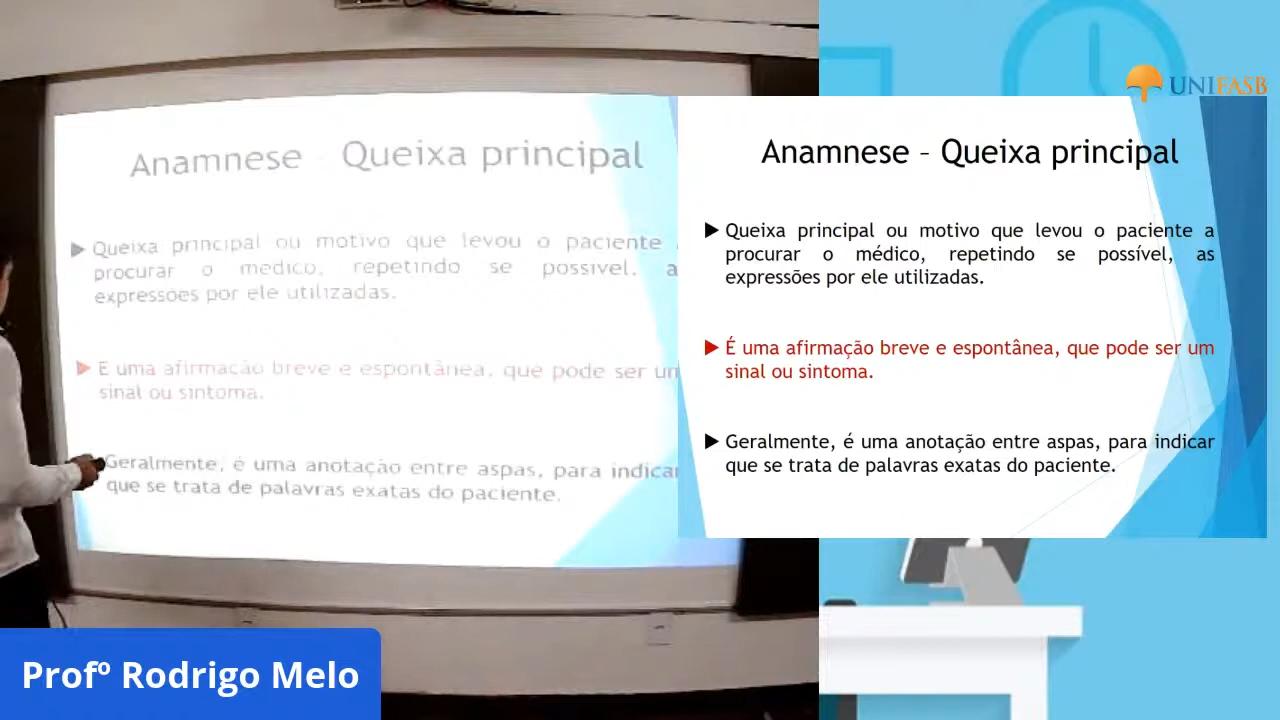 UNIFASB
Anamnese Queixa principal
Queixa principal ou motivo que levou o paciente
procurar o médico, repetindo se possível, as
expressões por ele utilizadas.
É uma afirmação breve e espontânea, que pode ser um
sinal ou sintoma.
Geralmente, é uma anotação entre aspas, para indicar
que se trata de palavras exatas do paciente.
Anamnese – Queixa principal
Queixa principal ou motivo que levou o paciente a
procurar o médico, repetindo se possível, as
expressões por ele utilizadas.
É uma afirmação breve e espontânea, que pode ser um
sinal ou sintoma.
Geralmente, é uma anotação entre aspas, para indicar
que se trata de palavras exatas do paciente.
Profº Rodrigo Melo